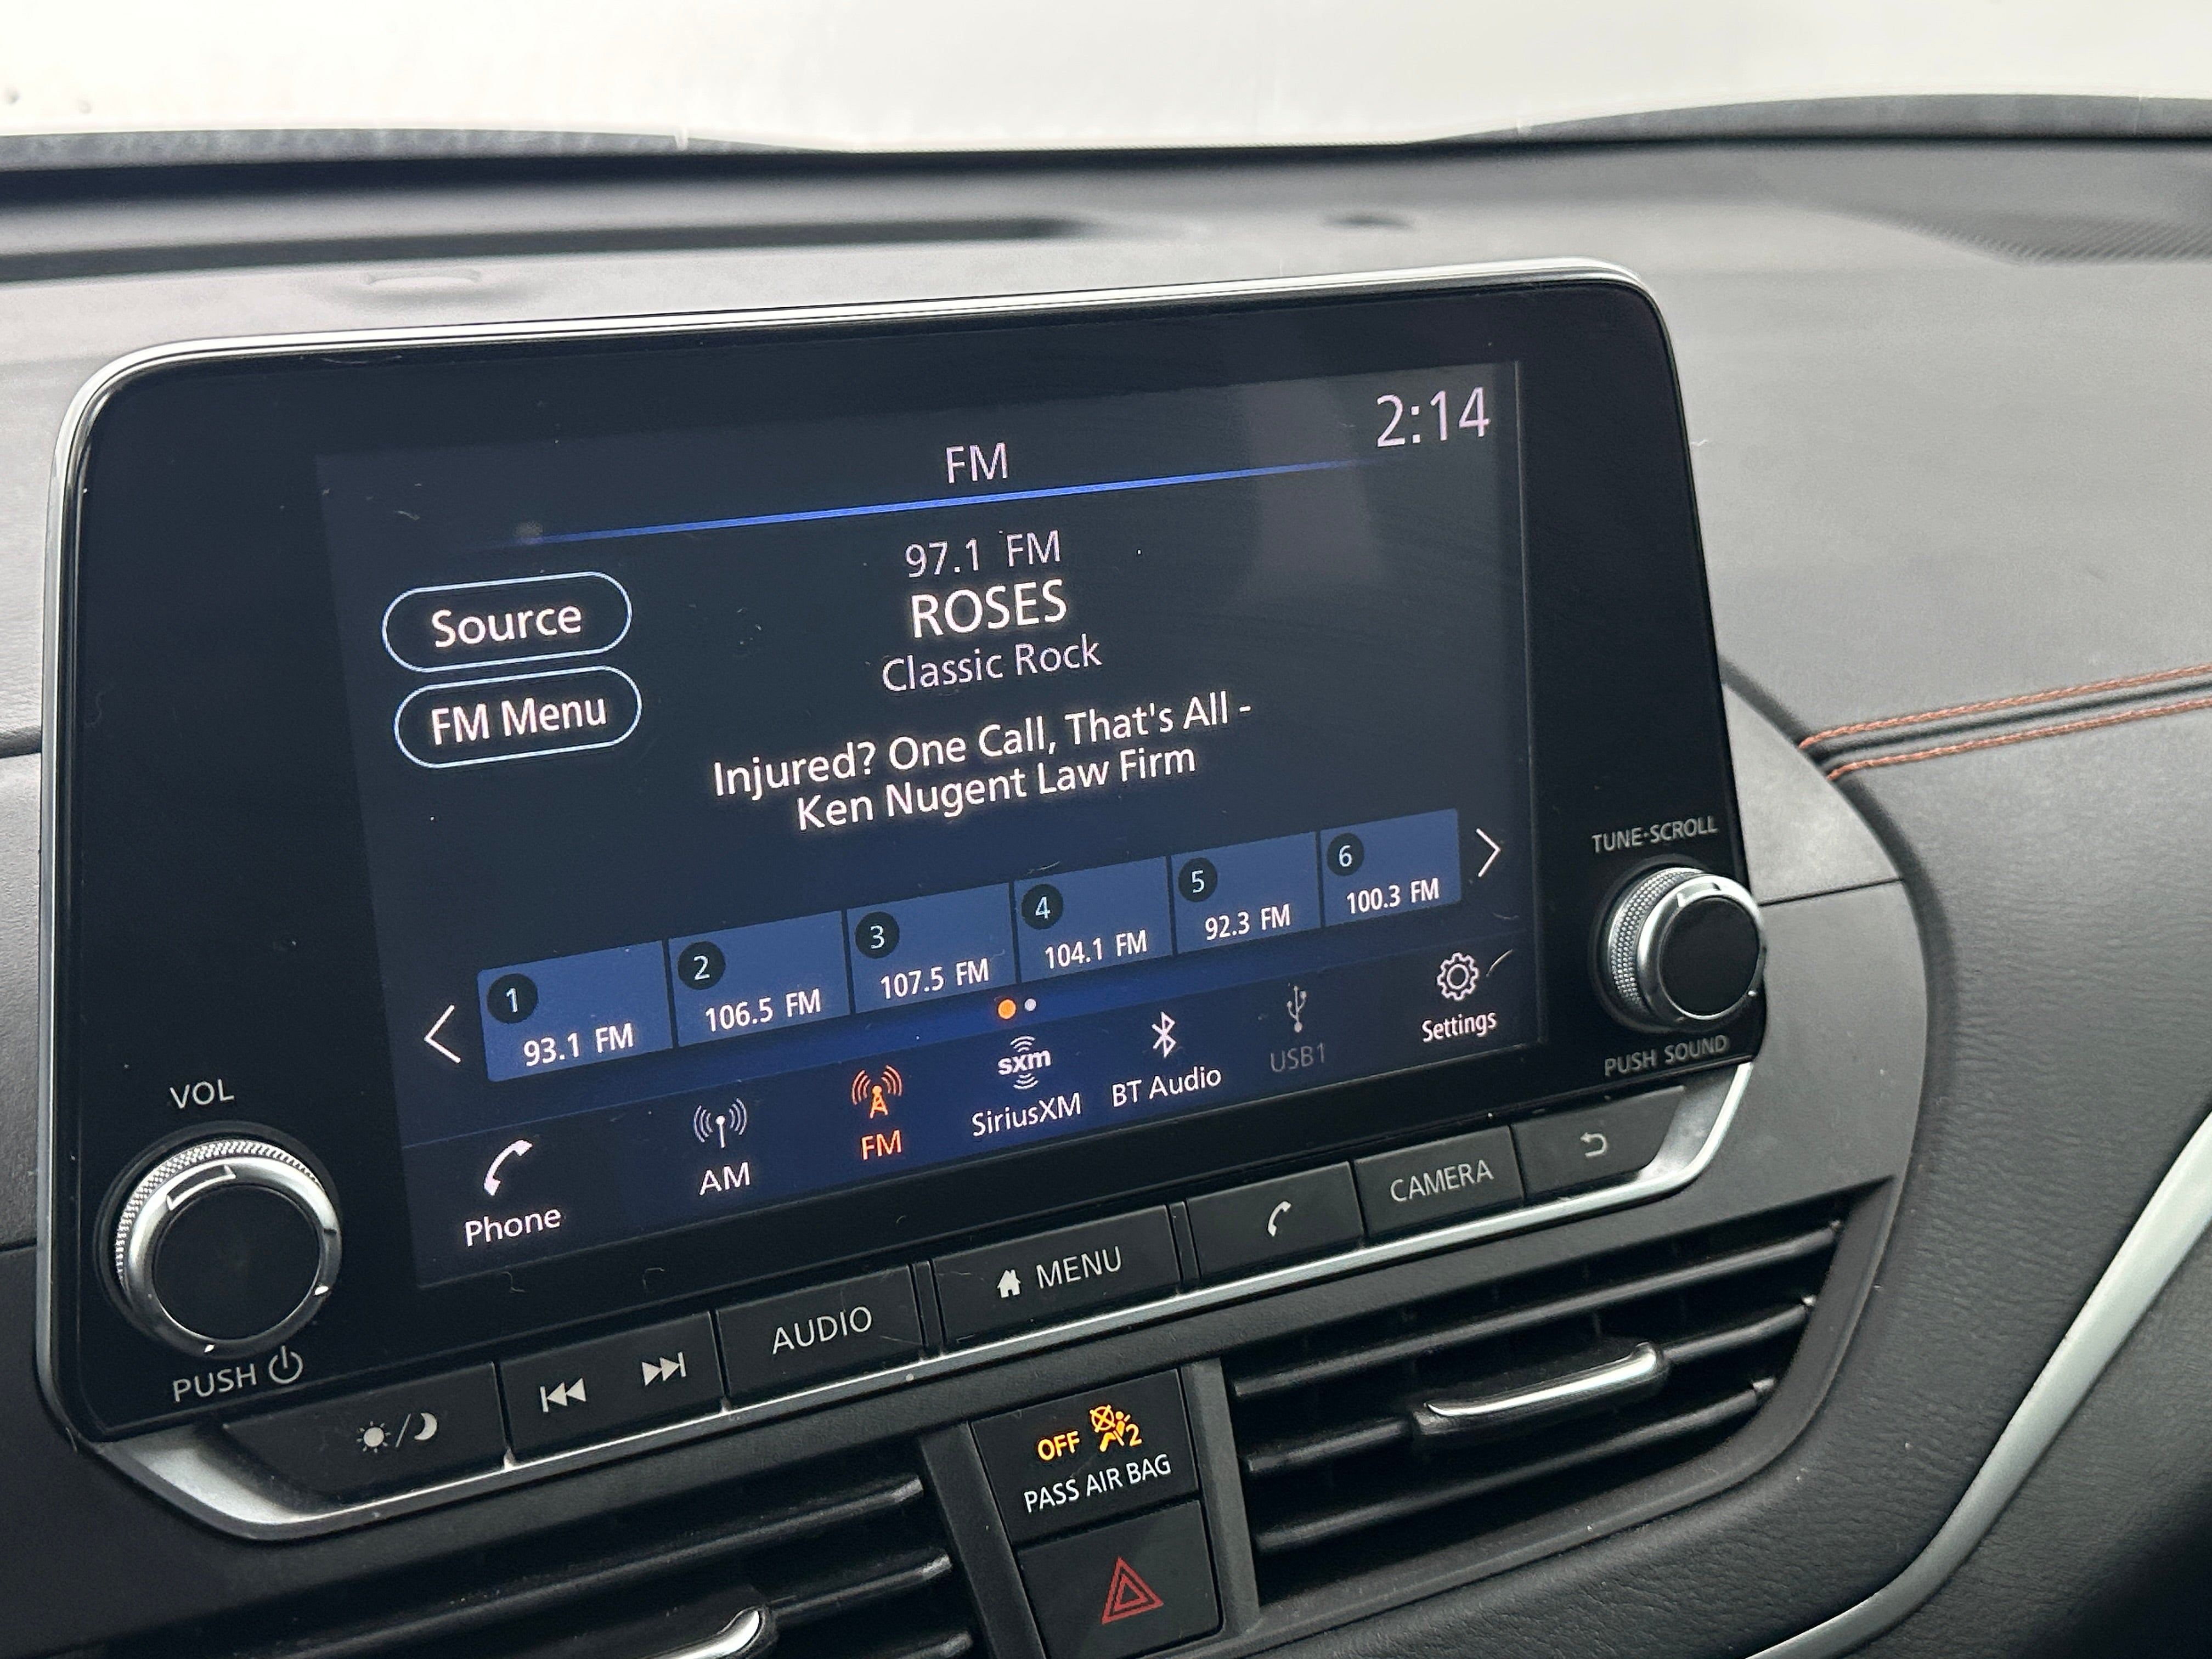 2:14
FM
97.1 FM
ROSES
Classic Rock
Source
FM Menu
Injured? One Call, That's All -
Ken Nugent Law Firm
1
93.1 FM
2
106.5 FM
3
107.5 FM
4
104.1 FM
5
92.3 FM
6
100.3 FM
Phone
AM
FM
sxm
SiriusXM
BT Audio
USB1
Settings
TUNE·SCROLL
PUSH SOUND
VOL
PUSH
AUDIO
MENU
CAMERA
OFF
2
PASS AIR BAG